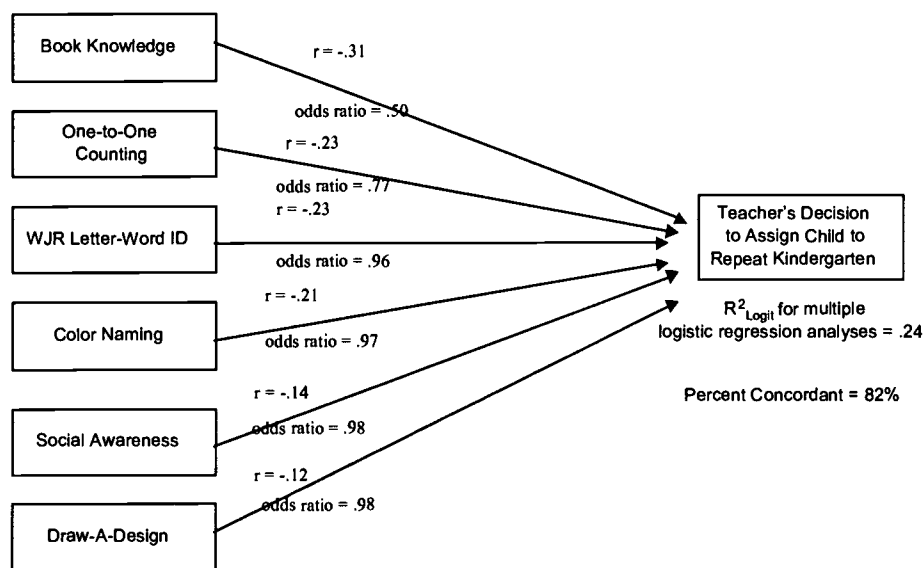 Book Knowledge
r = -.31
odds ratio = .50
One-to-One
Counting
r = -.23
odds ratio = .77
WJR Letter-Word ID
r = -.23
odds ratio = .96
Color Naming
r = -.21
odds ratio = .97
Social Awareness
r = -.14
odds ratio = .98
Draw-A-Design
r = -.12
odds ratio = .98
Teacher's Decision
to Assign Child to
Repeat Kindergarten
R²Logit for multiple
logistic regression analyses = .24
Percent Concordant = 82%